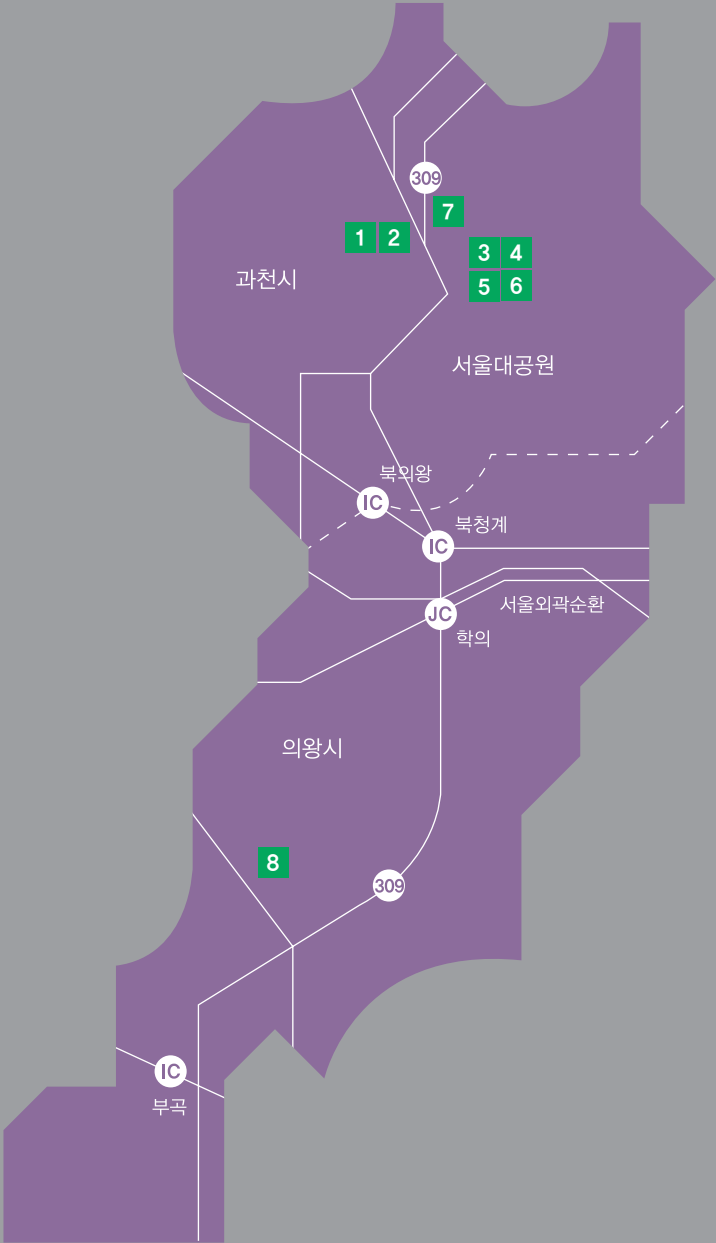 309
7
1 2
3 4
5 6
과천시
서울대공원
북의왕
IC
북청계
IC
서울외곽순환
JC
학의
의왕시
8
309
IC
부곡